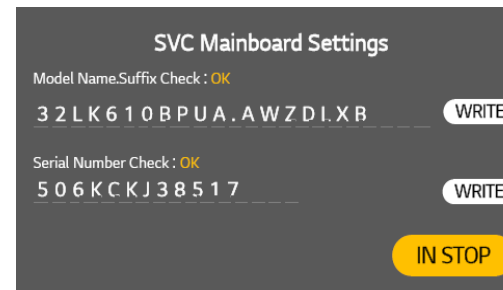 SVC Mainboard Settings
Model Name.Suffix Check : OK
32LK610BPUA.AWZDLXB WRITE
Serial Number Check : OK
506KCKJ38517 WRITE
IN STOP